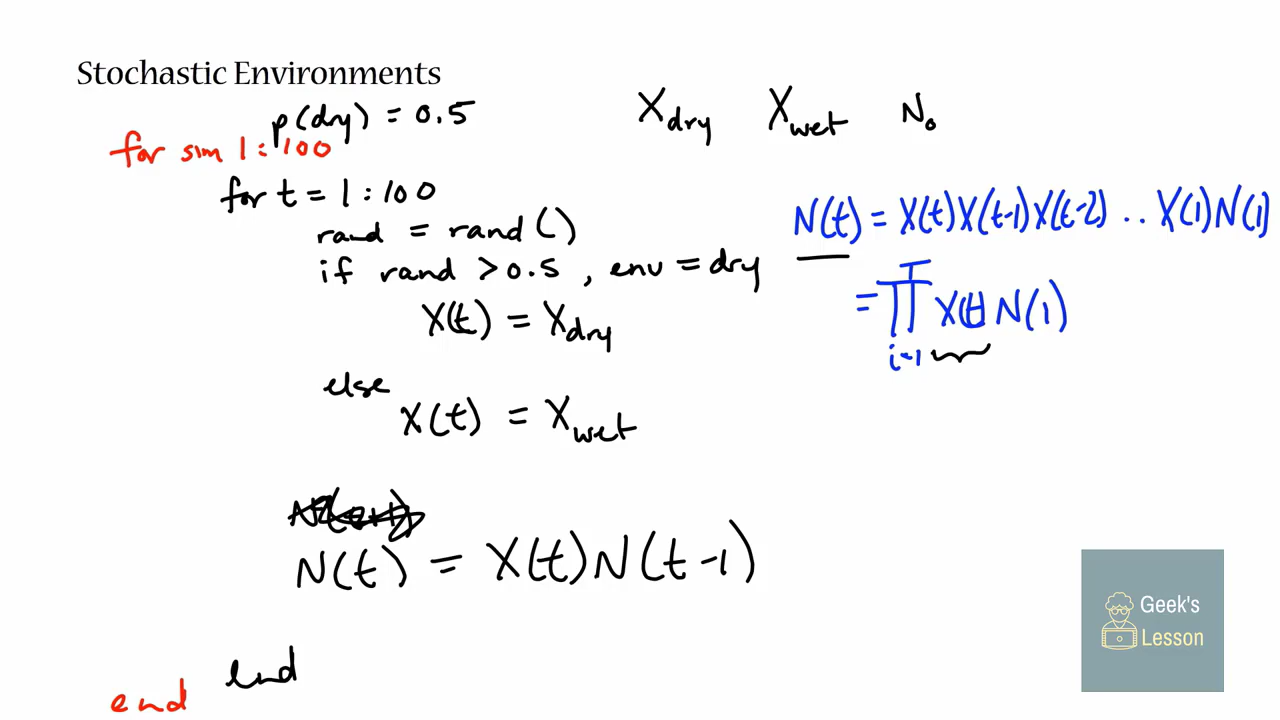 Stochastic Environments
p(dry) = 0.5
X_dry X_wet N_0
for sim 1:100
for t = 1:100
rand = rand()
if rand > 0.5, env = dry
X(t) = X_dry
else
X(t) = X_wet
N(t) = X(t)N(t-1)
end
end
N(t) = X(t)X(t-1)X(t-2) .. X(1)N(1)
= ∏_{i=1}^{T} X(t) N(1)
Geek's
Lesson